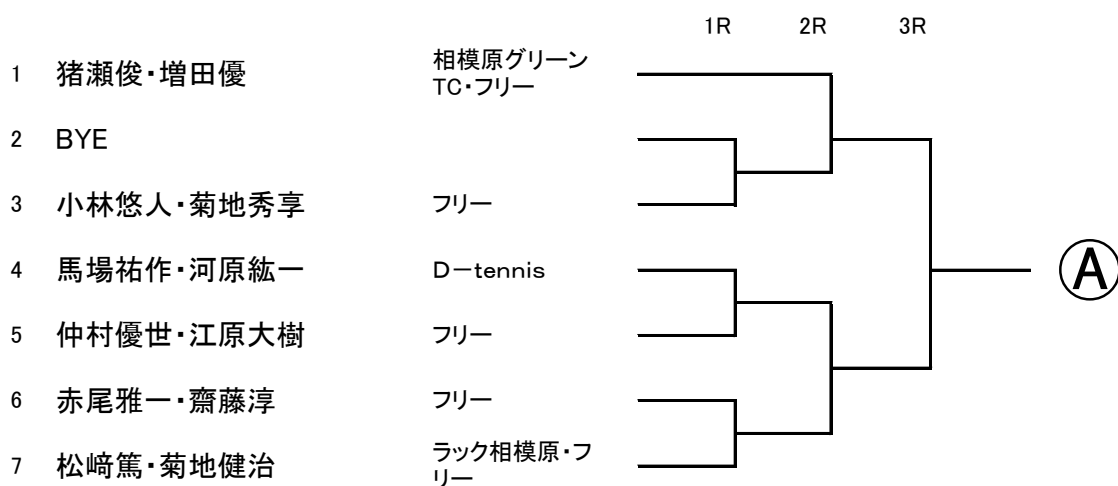 1R 2R 3R
1 猪瀬俊・増田優 相模原グリーン
TC・フリー
2 BYE
3 小林悠人・菊地秀享 フリー
4 馬場祐作・河原紘一 D－tennis
5 仲村優世・江原大樹 フリー
6 赤尾雅一・齋藤淳 フリー
7 松﨑篤・菊地健治 ラック相模原・フ
リー
Ⓐ